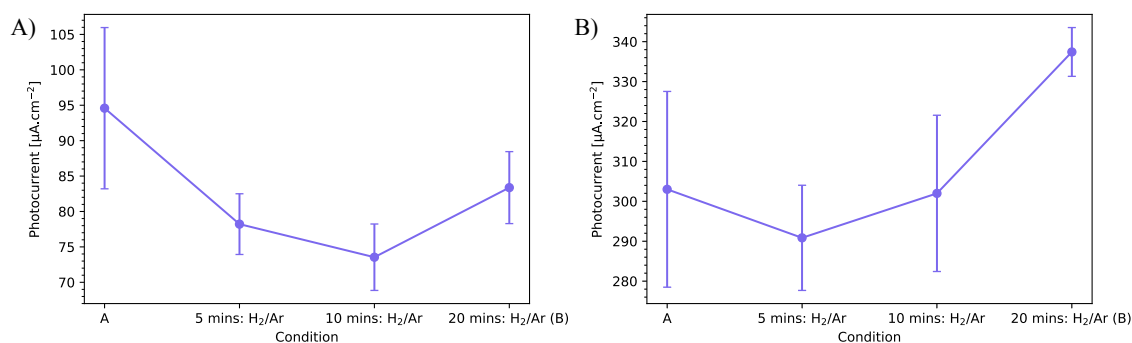 A)
Photocurrent [µA.cm⁻²]
105
100
95
90
85
80
75
70
A
5 mins: H₂/Ar
10 mins: H₂/Ar
20 mins: H₂/Ar (B)
Condition
B)
Photocurrent [µA.cm⁻²]
340
330
320
310
300
290
280
A
5 mins: H₂/Ar
10 mins: H₂/Ar
20 mins: H₂/Ar (B)
Condition